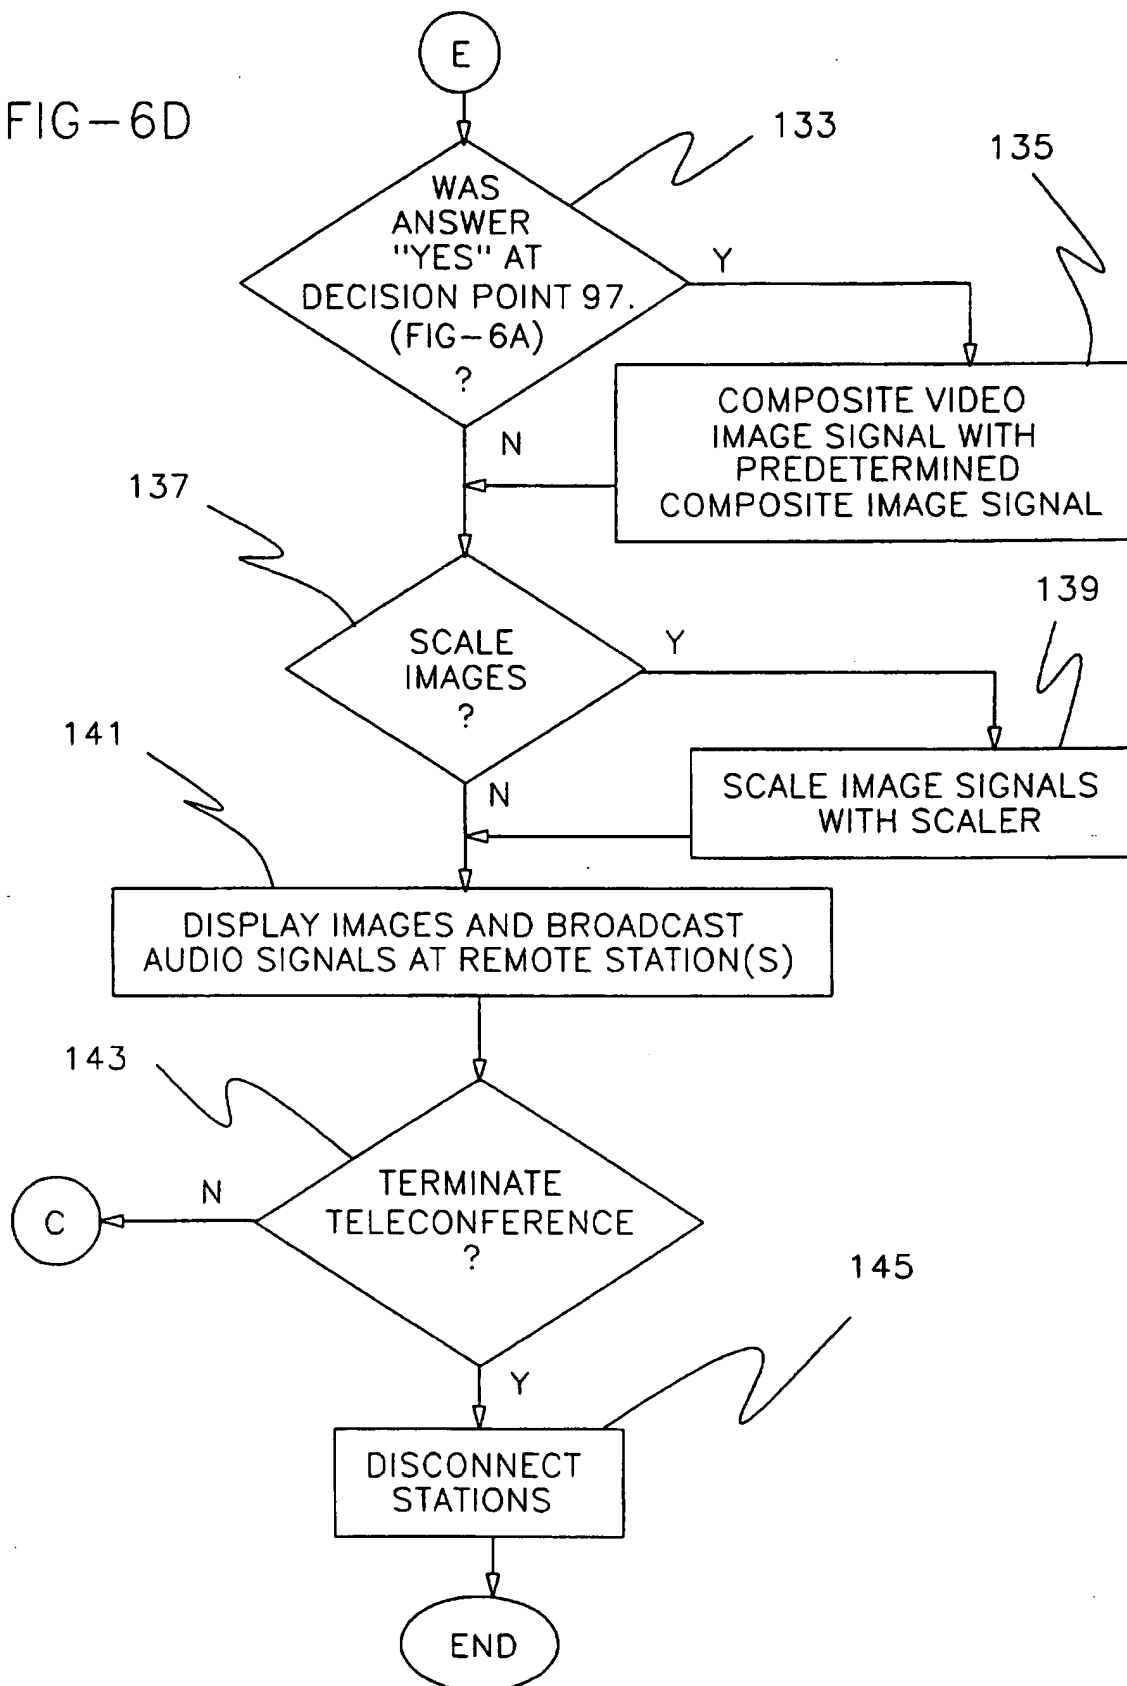 E
FIG-6D
133
135
WAS
ANSWER
"YES" AT
DECISION POINT 97.
(FIG-6A)
?
Y
N
COMPOSITE VIDEO
IMAGE SIGNAL WITH
PREDETERMINED
COMPOSITE IMAGE SIGNAL
137
139
SCALE
IMAGES
?
Y
N
SCALE IMAGE SIGNALS
WITH SCALER
141
DISPLAY IMAGES AND BROADCAST
AUDIO SIGNALS AT REMOTE STATION(S)
143
TERMINATE
TELECONFERENCE
?
N
C
Y
145
DISCONNECT
STATIONS
END